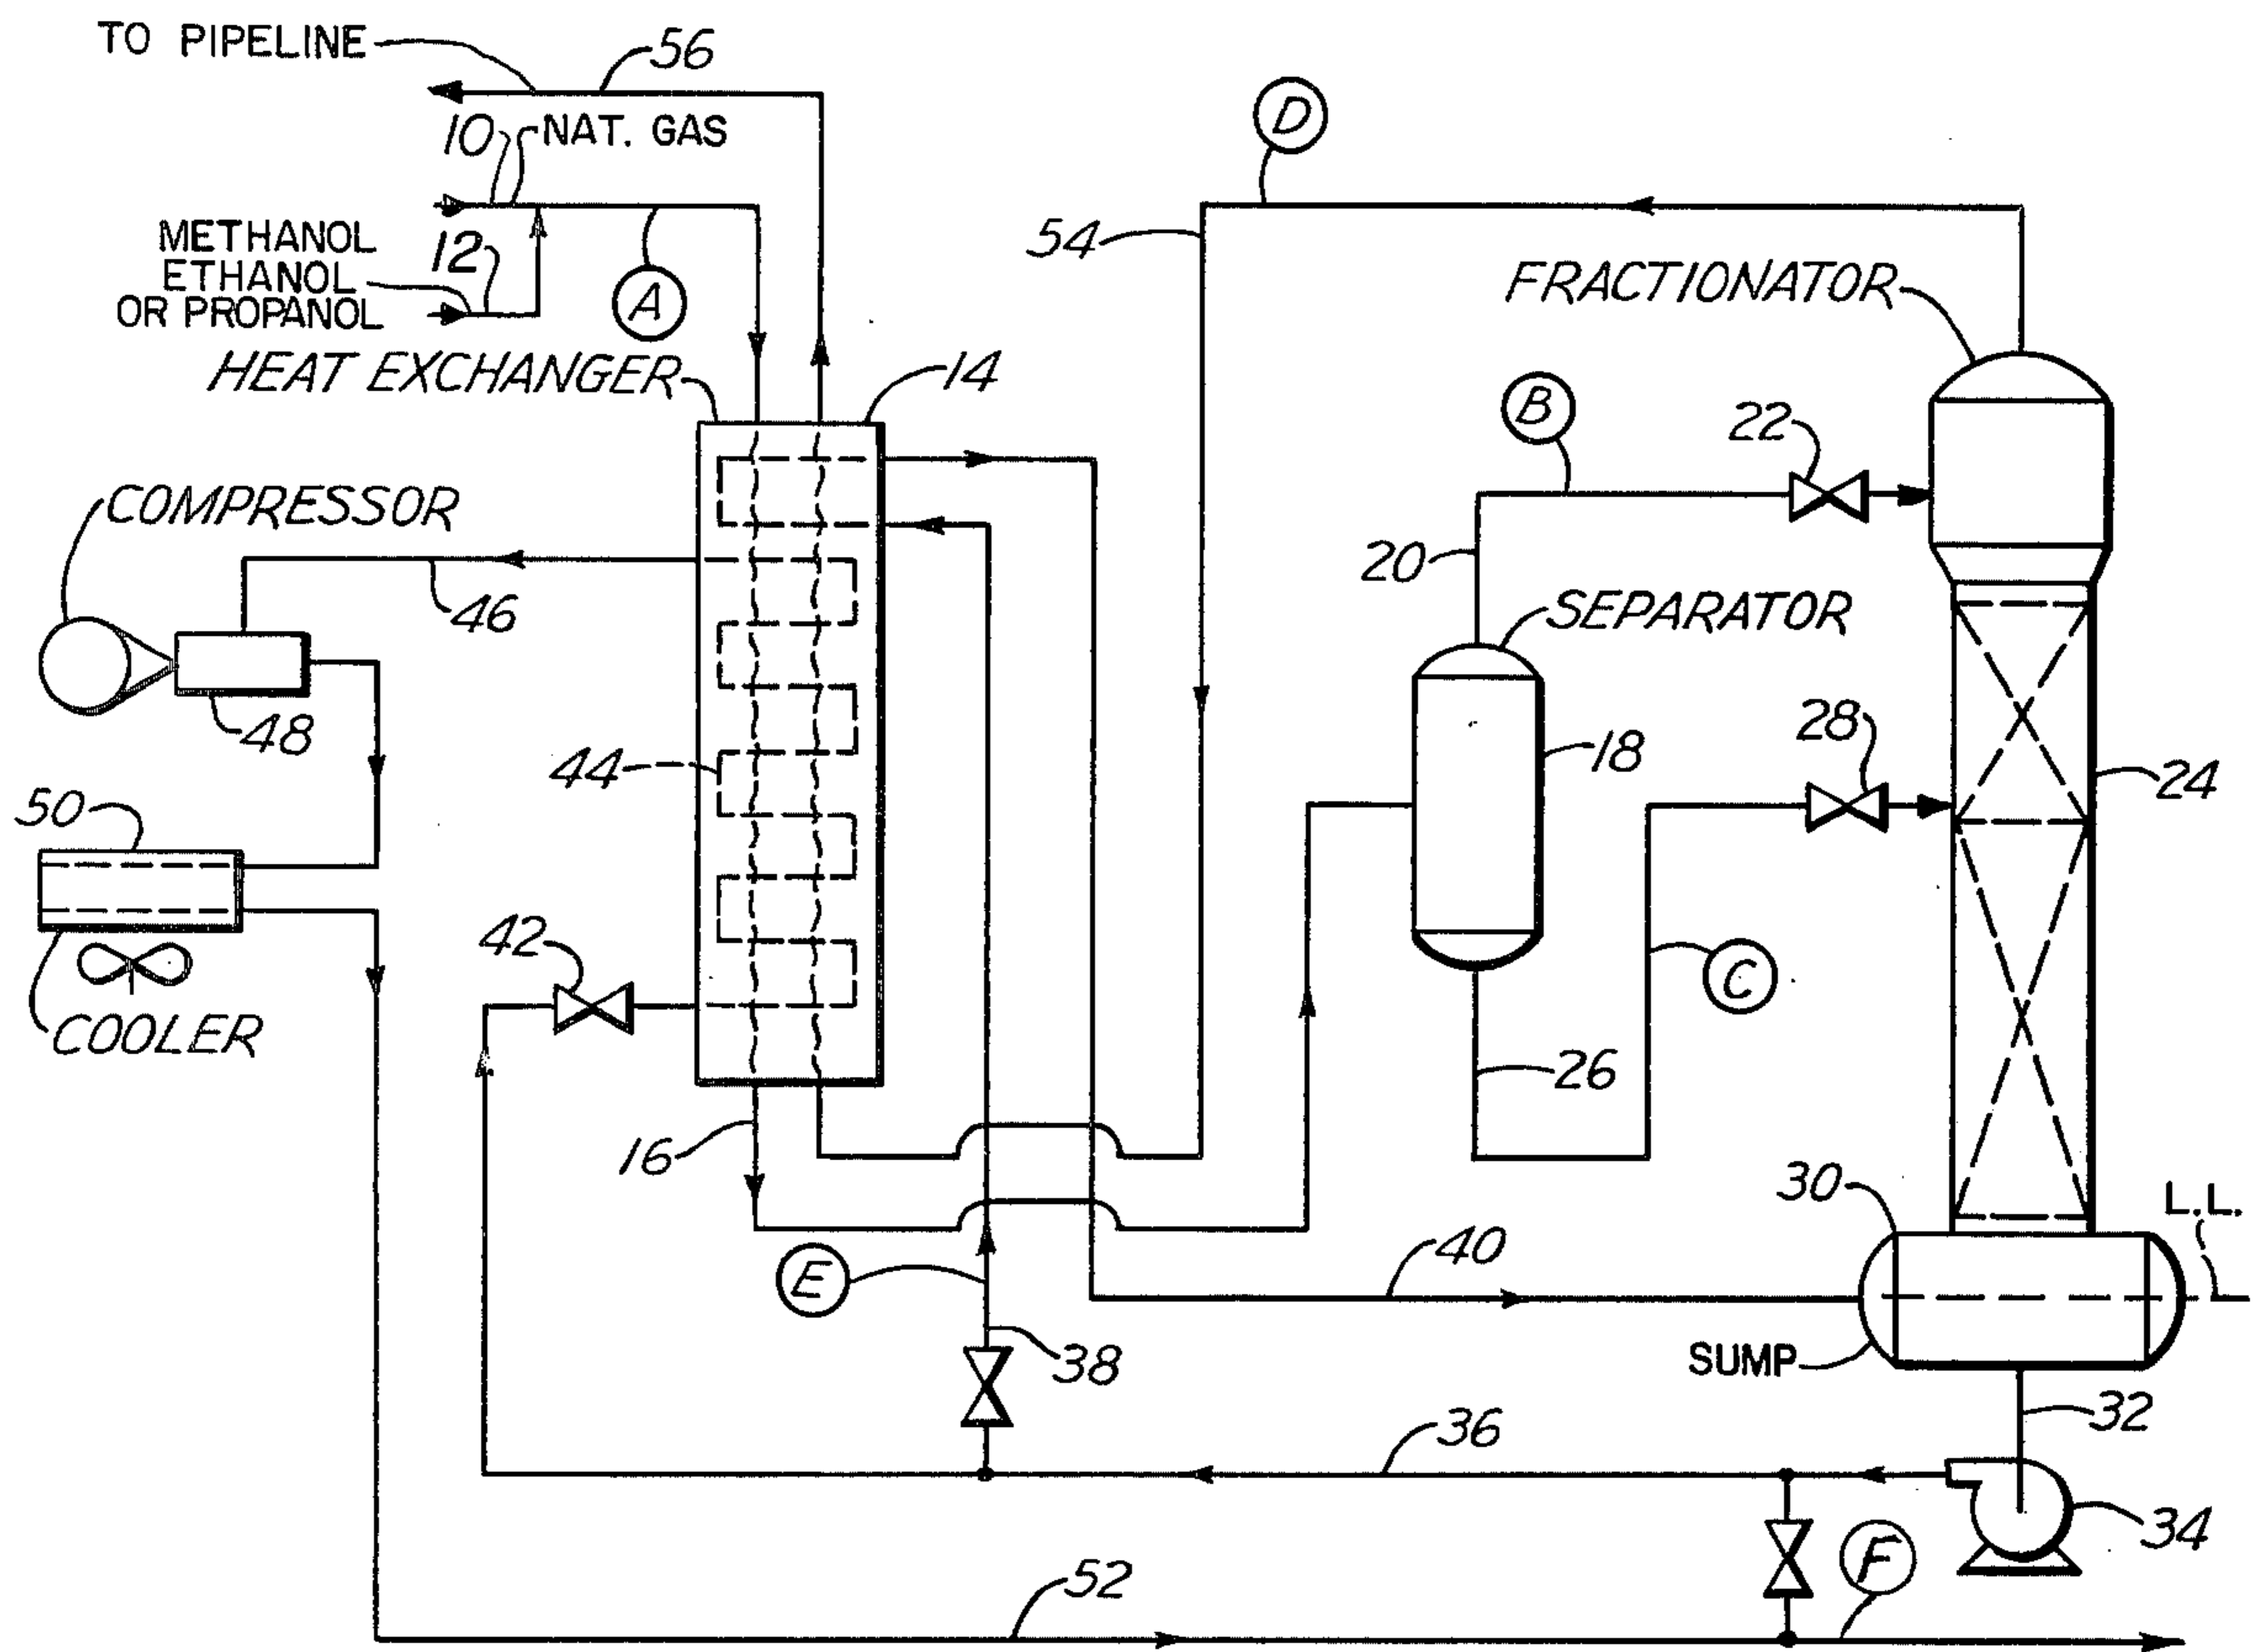 TO PIPELINE
56
10
NAT. GAS
D
METHANOL
ETHANOL
OR PROPANOL
12
A
54
FRACTIONATOR
HEAT EXCHANGER
14
B
22
COMPRESSOR
20
46
SEPARATOR
48
44
18
28
24
50
42
C
COOLER
26
16
30
L.L.
E
40
38
SUMP
36
32
34
F
52